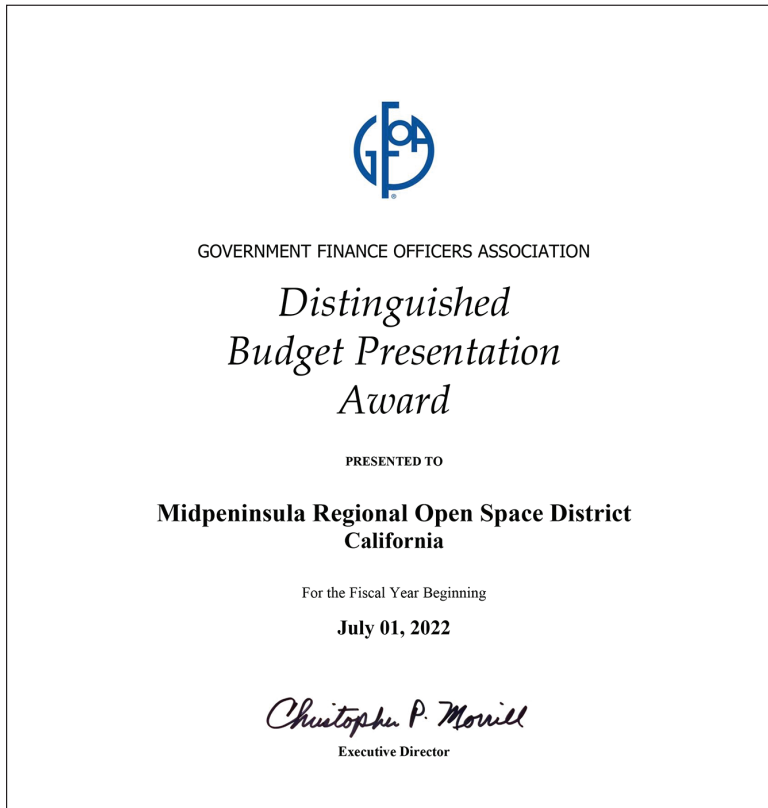 GFOA
®
GOVERNMENT FINANCE OFFICERS ASSOCIATION
Distinguished
Budget Presentation
Award
PRESENTED TO
Midpeninsula Regional Open Space District
California
For the Fiscal Year Beginning
July 01, 2022
Christopher P. Morrill
Executive Director